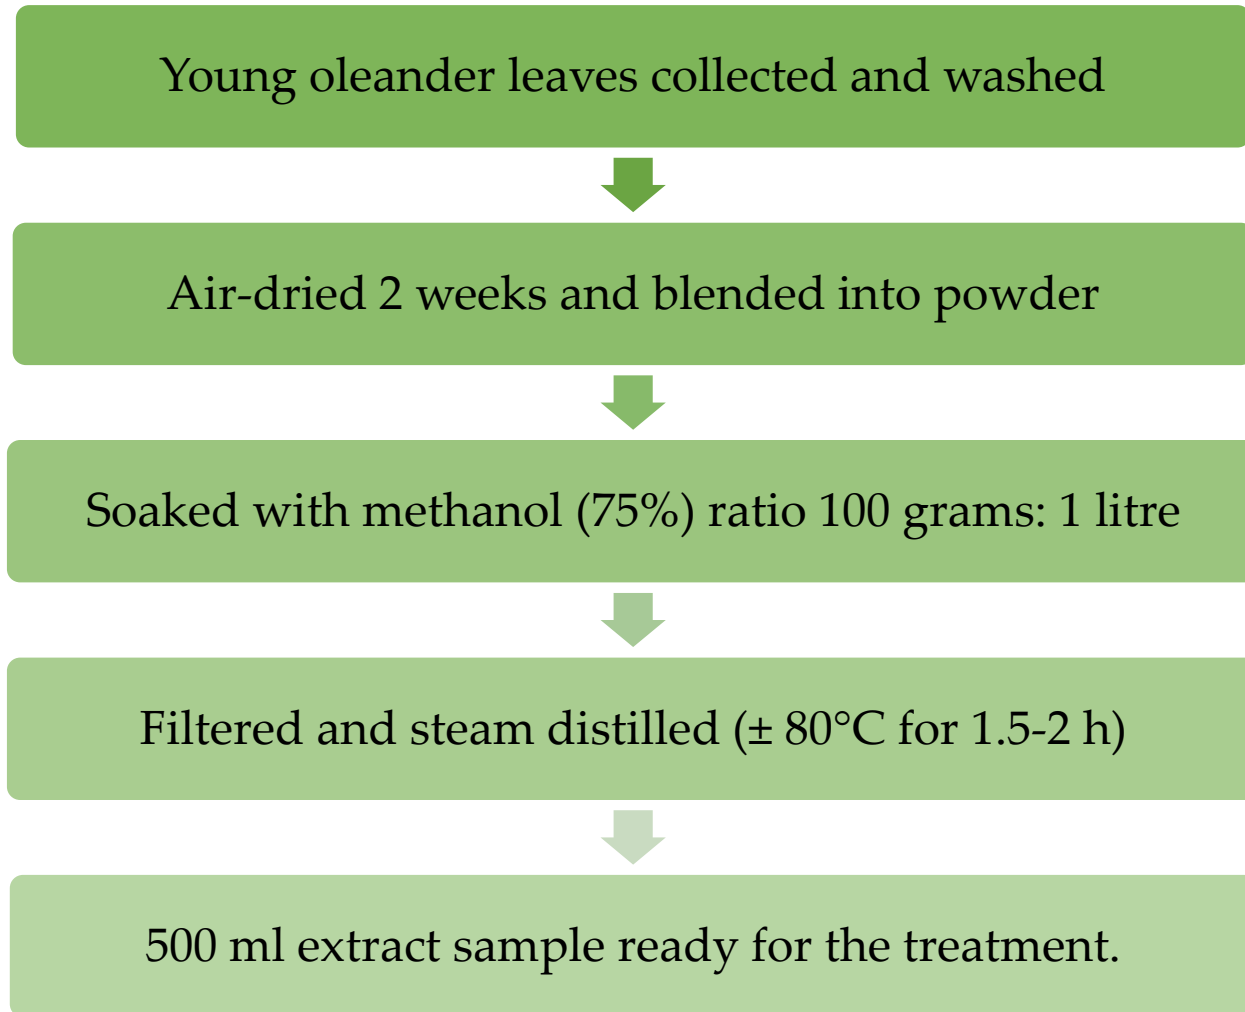 Young oleander leaves collected and washed
Air-dried 2 weeks and blended into powder
Soaked with methanol (75%) ratio 100 grams: 1 litre
Filtered and steam distilled (± 80°C for 1.5-2 h)
500 ml extract sample ready for the treatment.